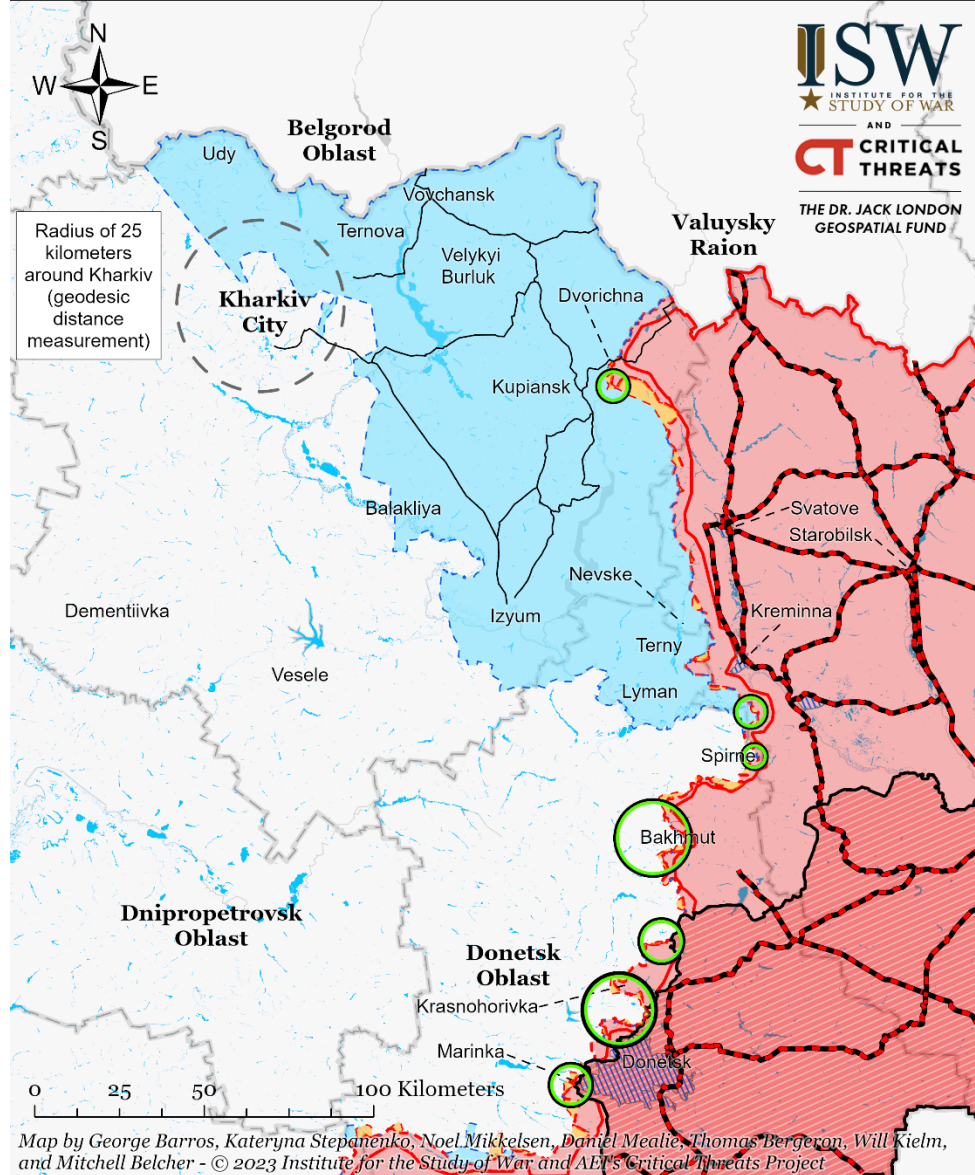 N
W E
S
ISW
INSTITUTE FOR THE
STUDY OF WAR
AND
CT CRITICAL
THREATS
THE DR. JACK LONDON
GEOSPATIAL FUND
Belgorod
Oblast
Udy
Vovchansk
Ternova
Valuysky
Raion
Radius of 25
kilometers
around Kharkiv
(geodesic
distance
measurement)
Velykyi
Burluk
Dvorichna
Kharkiv
City
Kupiansk
Balakliya
Svatove
Starobilsk
Nevske
Dementiivka
Izyum
Kreminna
Terny
Vesele
Lyman
Spirne
Bakhmut
Dnipropetrovsk
Oblast
Donetsk
Oblast
Krasnohorivka
Marinka
Donetsk
0 25 50 100 Kilometers
Map by George Barros, Kateryna Stepanenko, Noel Mikkelsen, Daniel Mealie, Thomas Bergeron, Will Kielm,
and Mitchell Belcher - © 2023 Institute for the Study of War and AEI's Critical Threats Project